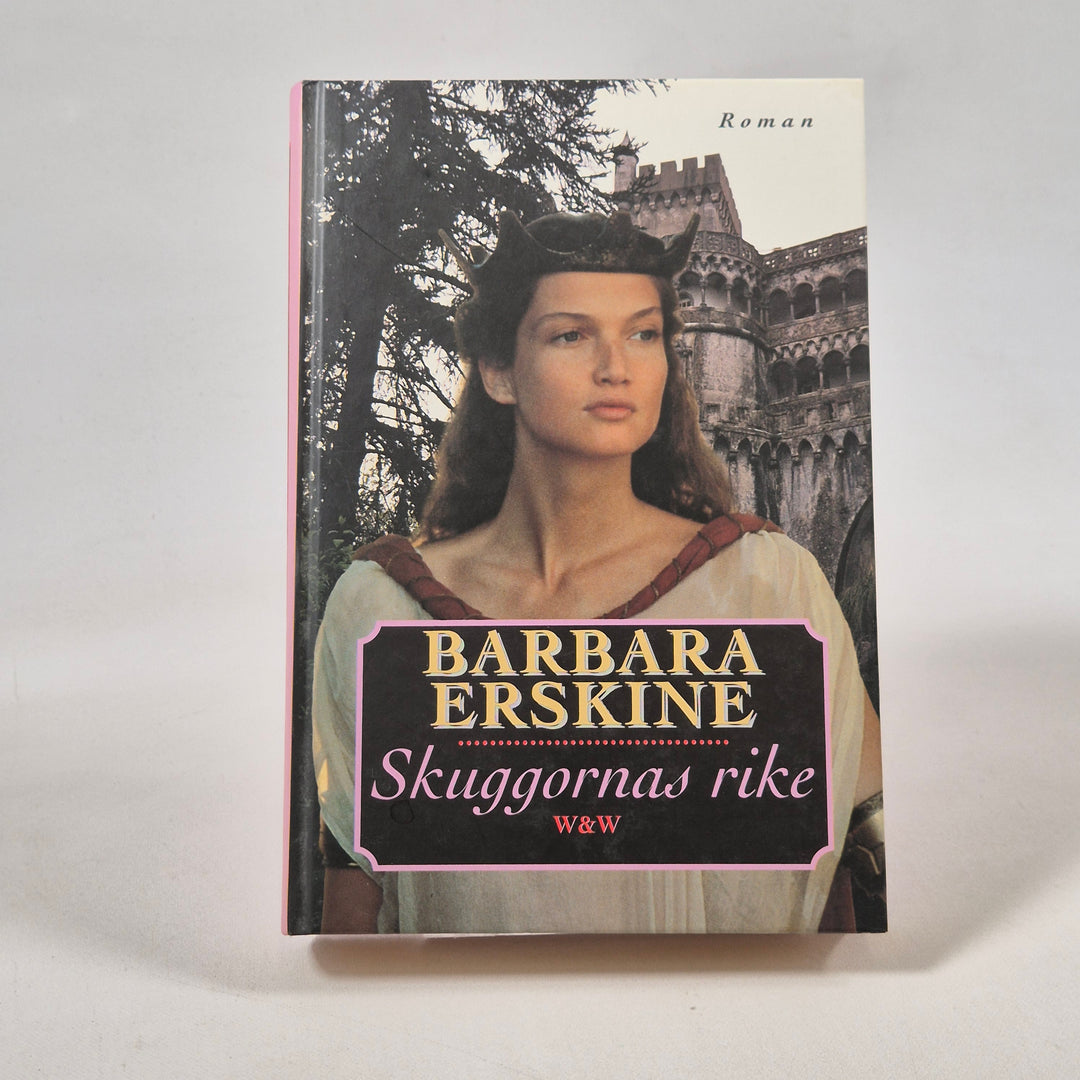 Roman
BARBARA
ERSKINE
Skuggornas rike
W&W